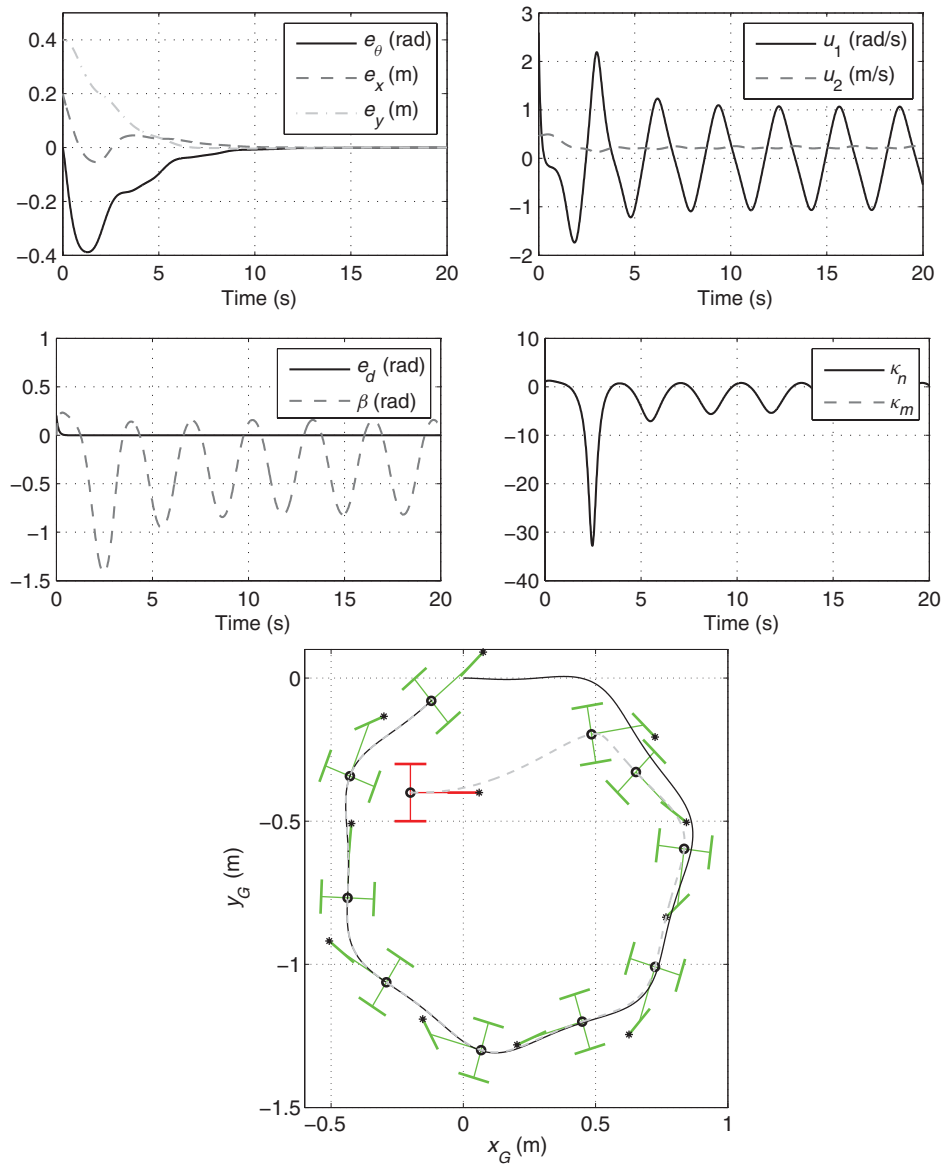 0.4
0.2
0
−0.2
−0.4
0 5 10 15 20
Time (s)
e_θ (rad)
e_x (m)
e_y (m)
3
2
1
0
−1
−2
0 5 10 15 20
Time (s)
u_1 (rad/s)
u_2 (m/s)
1
0.5
0
−0.5
−1
−1.5
0 5 10 15 20
Time (s)
e_d (rad)
β (rad)
10
0
−10
−20
−30
−40
0 5 10 15 20
Time (s)
κ_n
κ_m
0
−0.5
−1
−1.5
y_G (m)
−0.5 0 0.5 1
x_G (m)